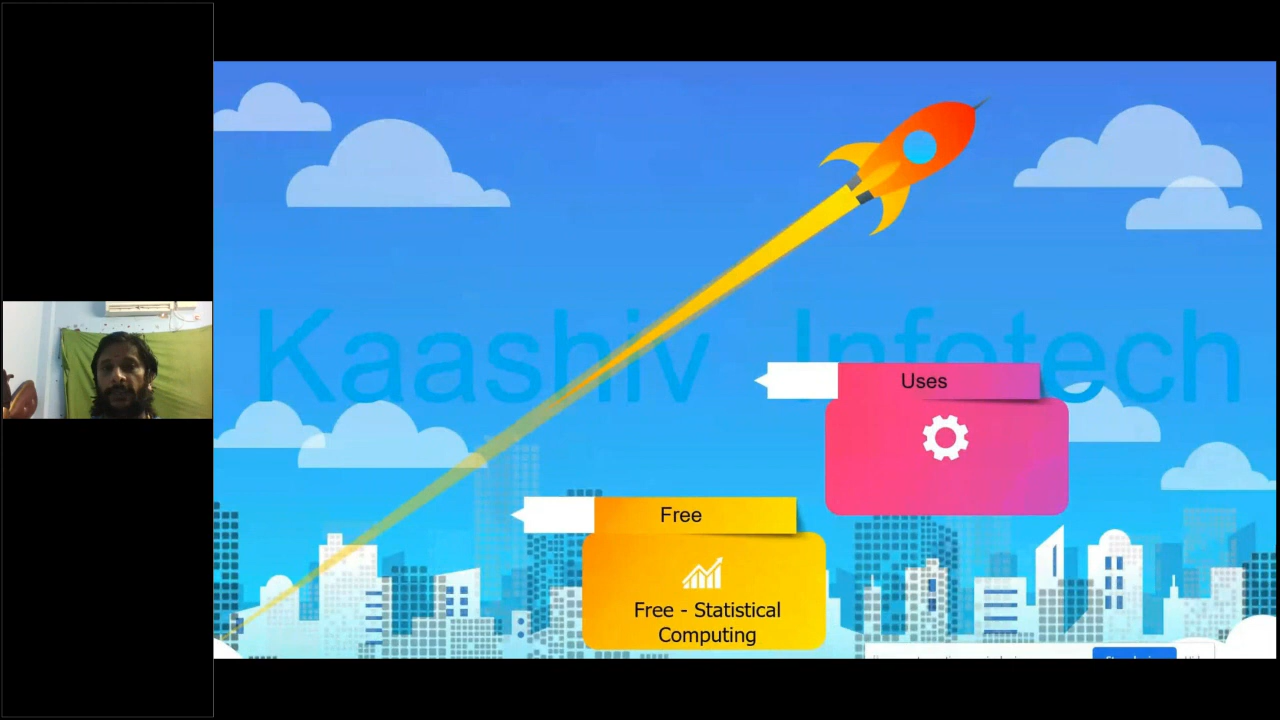 Kaashiv Infotech
Uses
Free
Free - Statistical
Computing